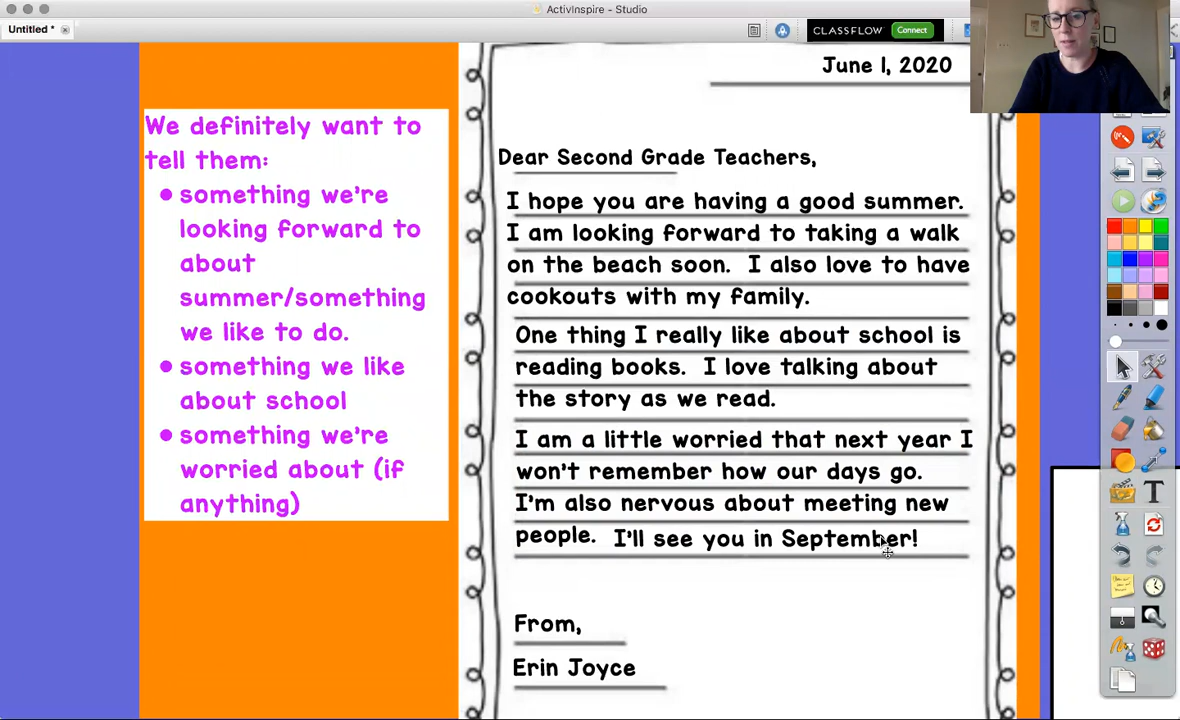 ActivInspire - Studio
Untitled *
CLASSFLOW Connect
We definitely want to
tell them:
• something we're
looking forward to
about
summer/something
we like to do.
• something we like
about school
• something we're
worried about (if
anything)
June 1, 2020
Dear Second Grade Teachers,
I hope you are having a good summer.
I am looking forward to taking a walk
on the beach soon. I also love to have
cookouts with my family.
One thing I really like about school is
reading books. I love talking about
the story as we read.
I am a little worried that next year I
won't remember how our days go.
I'm also nervous about meeting new
people. I'll see you in September!
From,
Erin Joyce